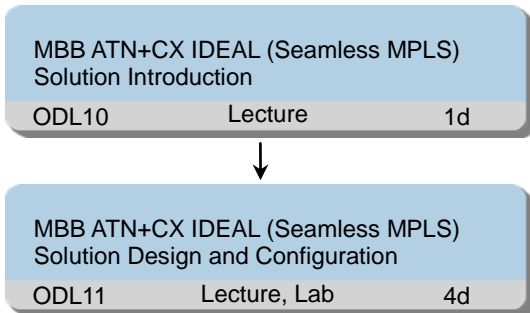 MBB ATN+CX IDEAL (Seamless MPLS)
Solution Introduction
ODL10 Lecture 1d
MBB ATN+CX IDEAL (Seamless MPLS)
Solution Design and Configuration
ODL11 Lecture, Lab 4d